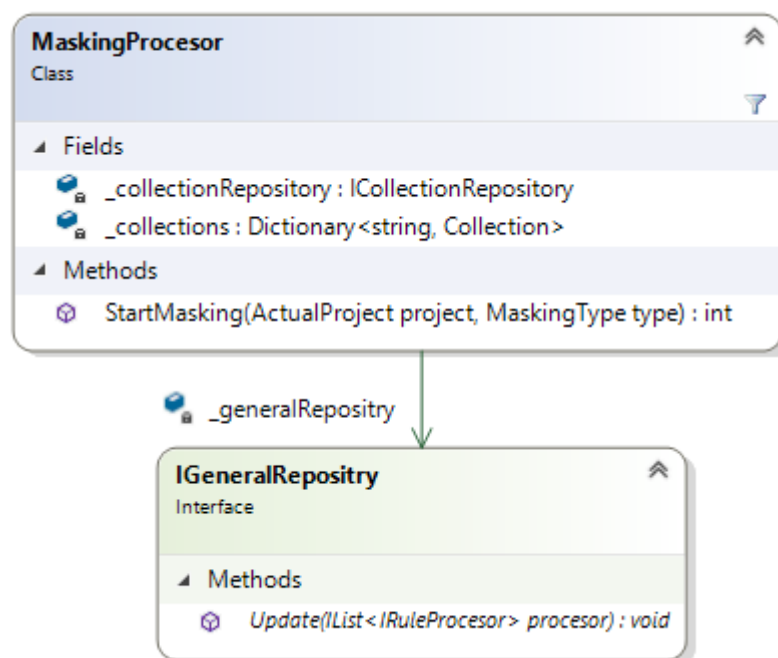 MaskingProcesor
Class
Fields
_collectionRepository : ICollectionRepository
_collections : Dictionary<string, Collection>
Methods
StartMasking(ActualProject project, MaskingType type) : int
_generalRepositry
IGeneralRepositry
Interface
Methods
Update(IList<IRuleProcesor> procesor) : void